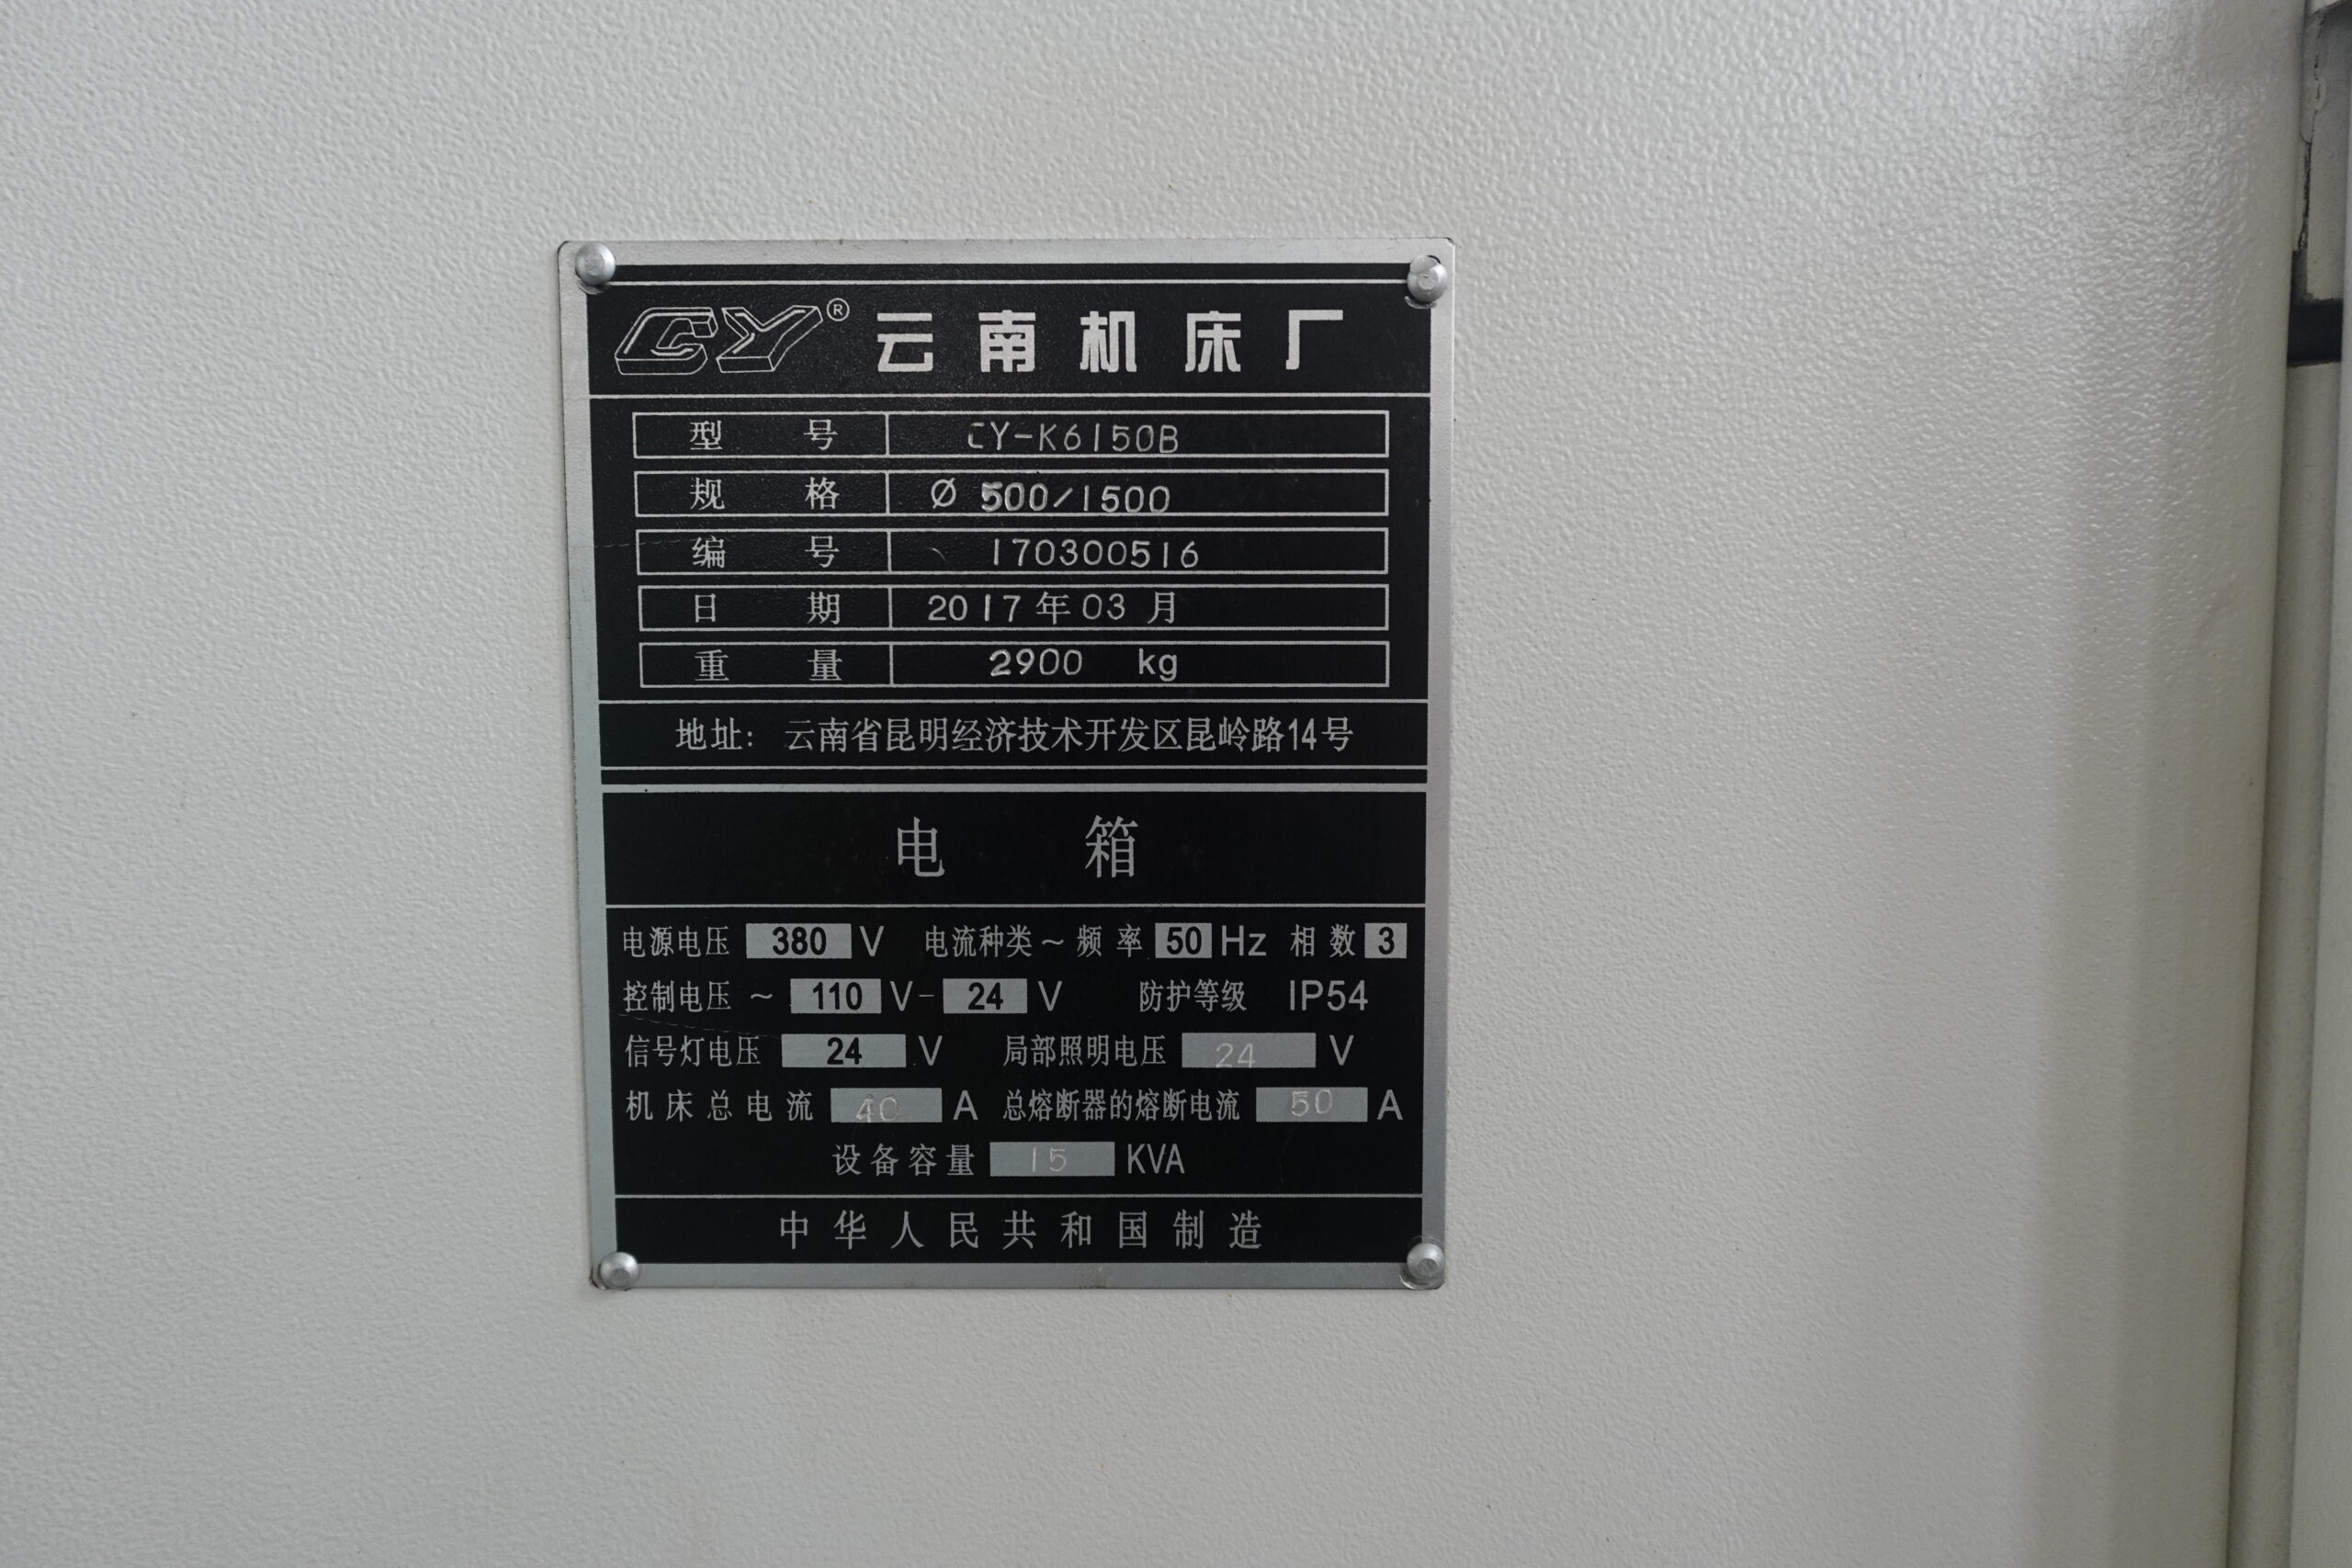 CY® 云南机床厂
型号 CY-K6150B
规格 Ø 500/1500
编号 170300516
日期 2017年03月
重量 2900 kg
地址: 云南省昆明经济技术开发区昆岭路14号
电箱
电源电压 380 V 电流种类~ 频率 50 Hz 相数 3
控制电压~ 110 V- 24 V 防护等级 IP54
信号灯电压 24 V 局部照明电压 24 V
机床总电流 40 A 总熔断器的熔断电流 50 A
设备容量 15 KVA
中华人民共和国制造